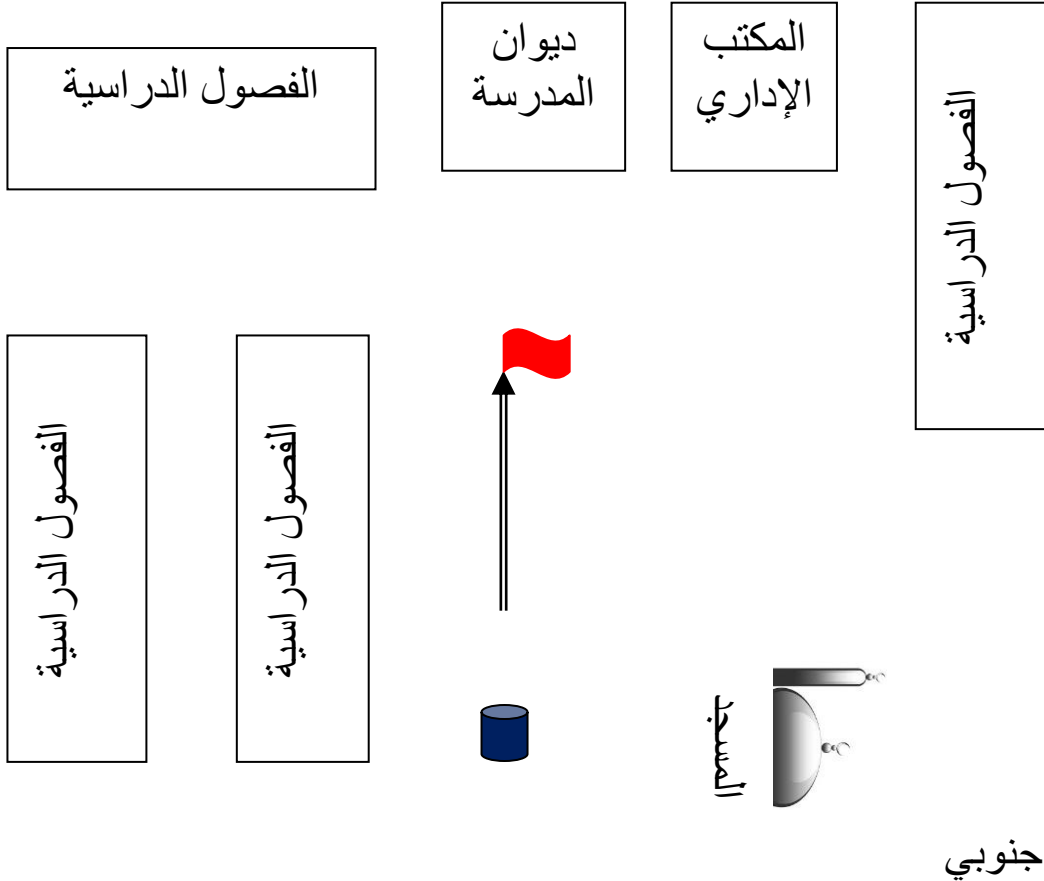 المكتب
الإداري
ديوان
المدرسة
الفصول الدراسية
الفصول الدراسية
الفصول الدراسية
الفصول الدراسية
المسجد
جنوبي